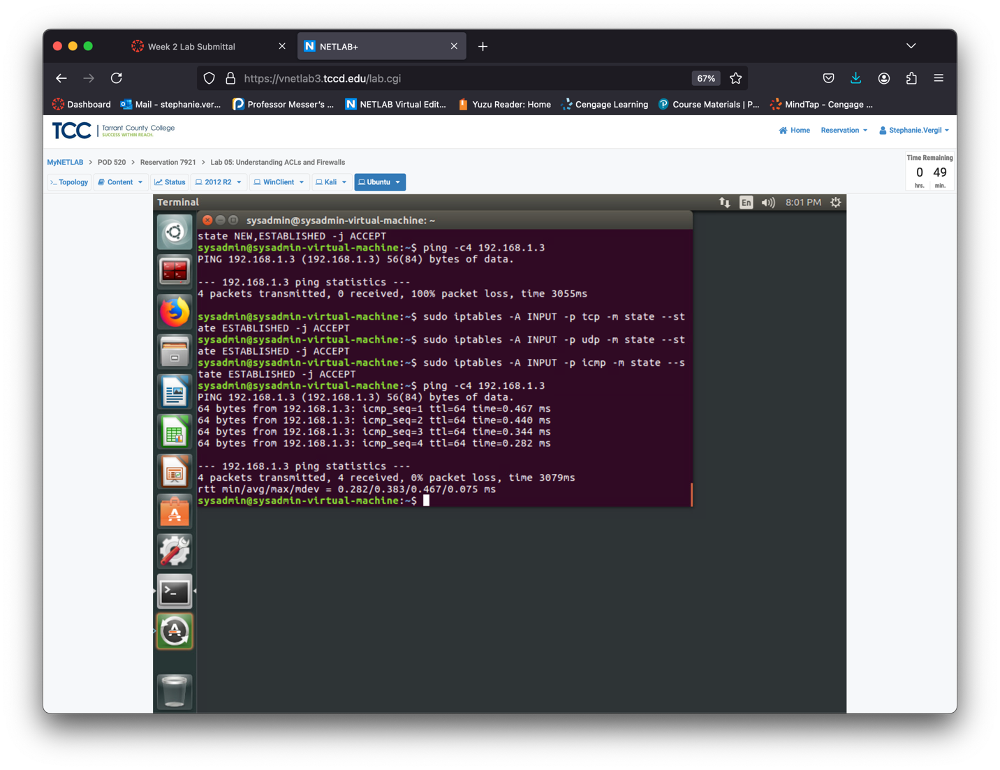 Week 2 Lab Submittal
NETLAB+
https://vnetlab3.tccd.edu/lab.cgi
67%
Dashboard
Mail - stephanie.ver...
Professor Messer's ...
NETLAB Virtual Edit...
Yuzu Reader: Home
Cengage Learning
Course Materials | P...
MindTap - Cengage ...
TCC
Tarrant County College
SUCCESS WITHIN REACH.
Home
Reservation
Stephanie.Vergil
MyNETLAB > POD 520 > Reservation 7921 > Lab 05: Understanding ACLs and Firewalls
Time Remaining
0 49
hrs. min.
Topology
Content
Status
2012 R2
WinClient
Kali
Ubuntu
Terminal
En
8:01 PM
sysadmin@sysadmin-virtual-machine: ~
state NEW,ESTABLISHED -j ACCEPT
sysadmin@sysadmin-virtual-machine:~$ ping -c4 192.168.1.3
PING 192.168.1.3 (192.168.1.3) 56(84) bytes of data.
--- 192.168.1.3 ping statistics ---
4 packets transmitted, 0 received, 100% packet loss, time 3055ms
sysadmin@sysadmin-virtual-machine:~$ sudo iptables -A INPUT -p tcp -m state --st
ate ESTABLISHED -j ACCEPT
sysadmin@sysadmin-virtual-machine:~$ sudo iptables -A INPUT -p udp -m state --st
ate ESTABLISHED -j ACCEPT
sysadmin@sysadmin-virtual-machine:~$ sudo iptables -A INPUT -p icmp -m state --s
tate ESTABLISHED -j ACCEPT
sysadmin@sysadmin-virtual-machine:~$ ping -c4 192.168.1.3
PING 192.168.1.3 (192.168.1.3) 56(84) bytes of data.
64 bytes from 192.168.1.3: icmp_seq=1 ttl=64 time=0.467 ms
64 bytes from 192.168.1.3: icmp_seq=2 ttl=64 time=0.440 ms
64 bytes from 192.168.1.3: icmp_seq=3 ttl=64 time=0.344 ms
64 bytes from 192.168.1.3: icmp_seq=4 ttl=64 time=0.282 ms
--- 192.168.1.3 ping statistics ---
4 packets transmitted, 4 received, 0% packet loss, time 3079ms
rtt min/avg/max/mdev = 0.282/0.383/0.467/0.075 ms
sysadmin@sysadmin-virtual-machine:~$